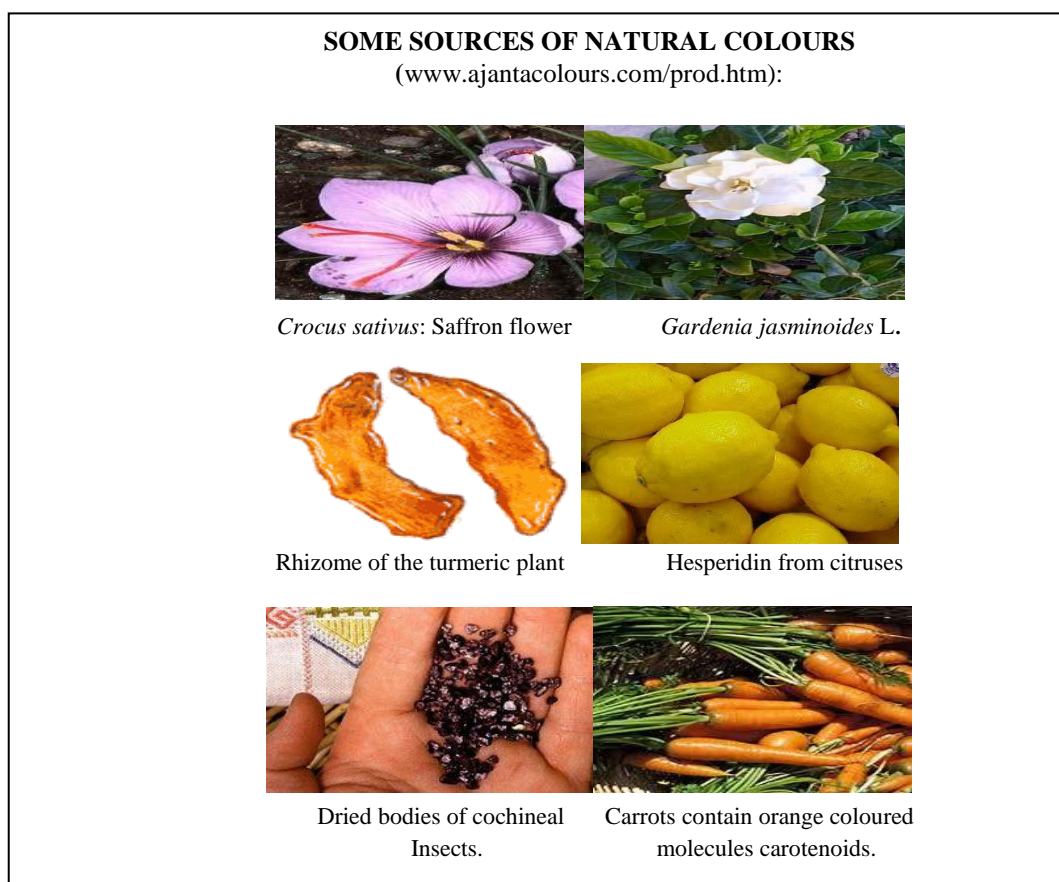 SOME SOURCES OF NATURAL COLOURS
(www.ajantacolours.com/prod.htm):
Crocus sativus: Saffron flower
Gardenia jasminoides L.
Rhizome of the turmeric plant
Hesperidin from citruses
Dried bodies of cochineal
Insects.
Carrots contain orange coloured
molecules carotenoids.